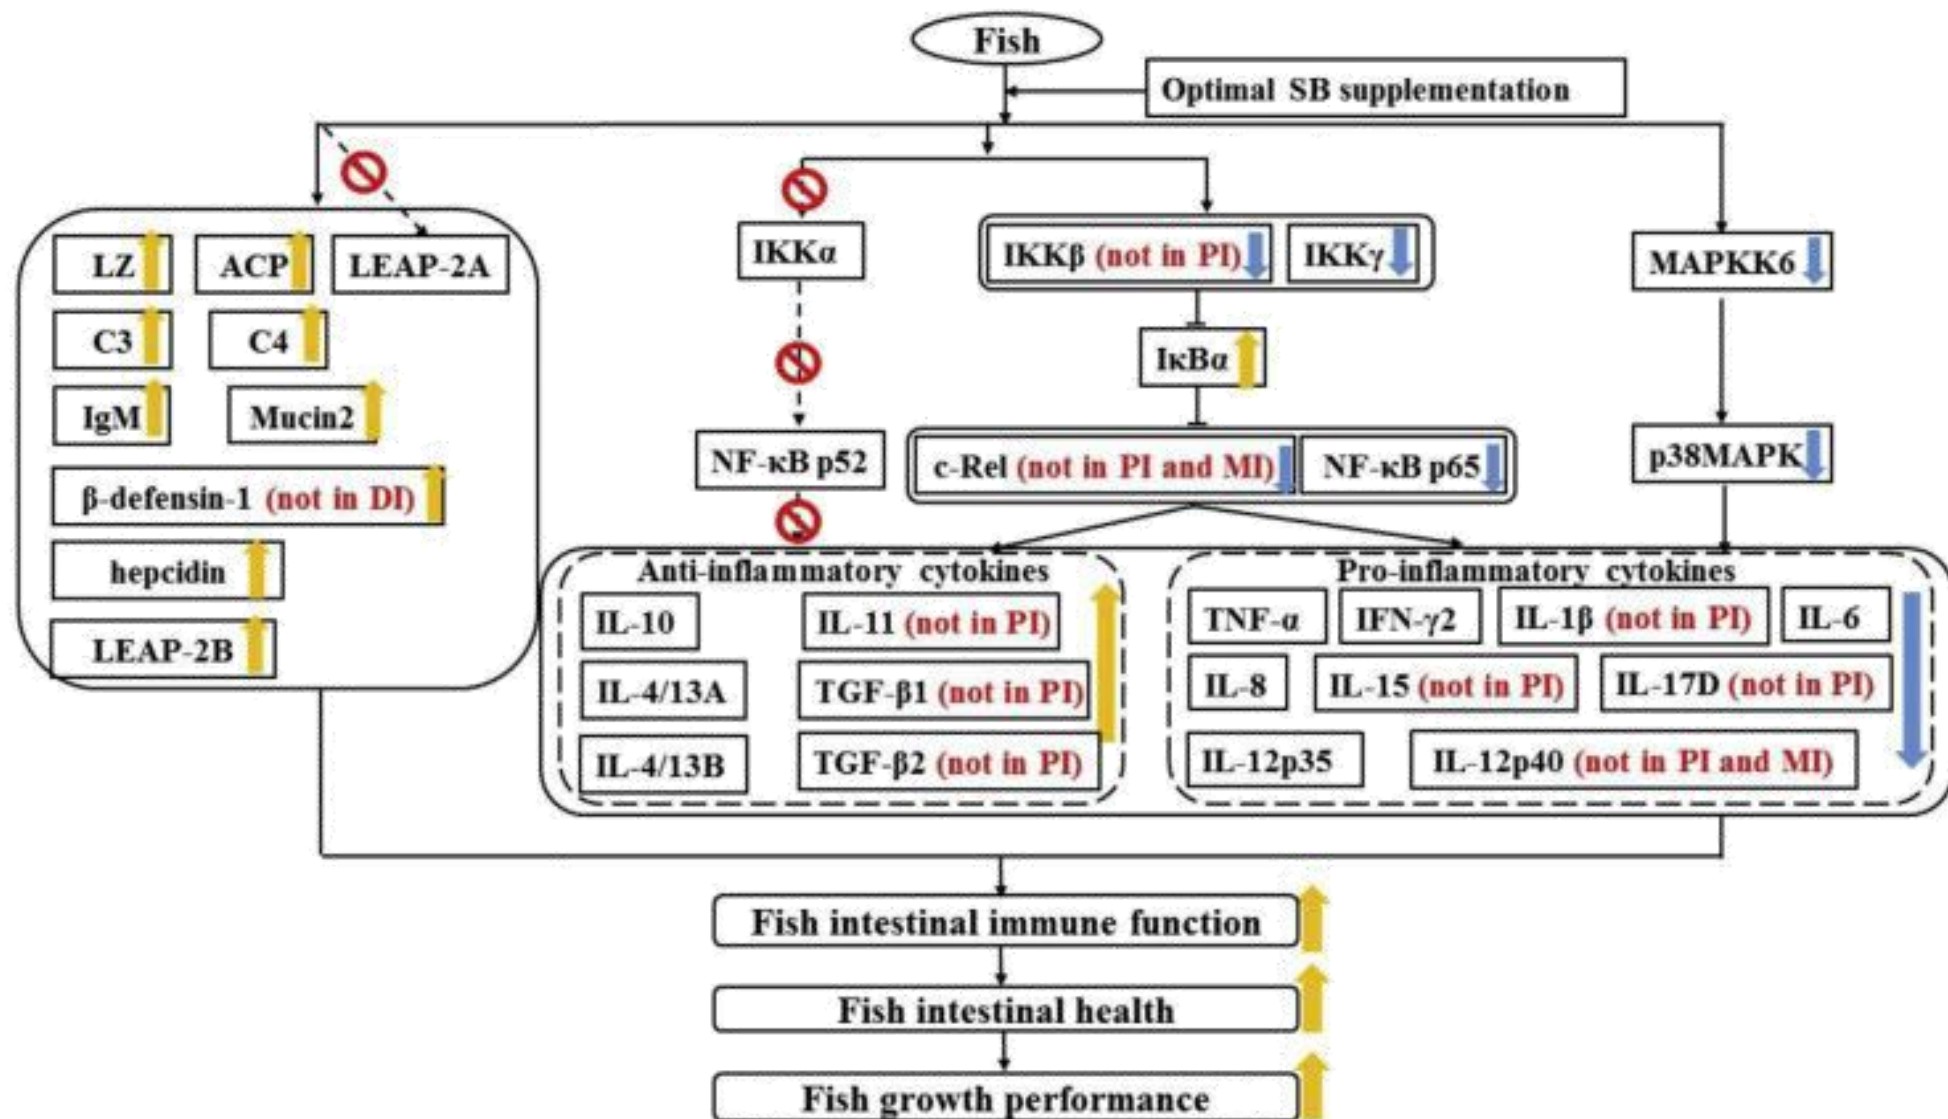 Fish
Optimal SB supplementation
LZ
ACP
LEAP-2A
C3
C4
IgM
Mucin2
β-defensin-1 (not in DI)
hepcidin
LEAP-2B
IKKα
NF-κB p52
IKKβ (not in PI)
IKKγ
IκBα
c-Rel (not in PI and MI)
NF-κB p65
MAPKK6
p38MAPK
Anti-inflammatory cytokines
IL-10
IL-11 (not in PI)
IL-4/13A
TGF-β1 (not in PI)
IL-4/13B
TGF-β2 (not in PI)
Pro-inflammatory cytokines
TNF-α
IFN-γ2
IL-1β (not in PI)
IL-6
IL-8
IL-15 (not in PI)
IL-17D (not in PI)
IL-12p35
IL-12p40 (not in PI and MI)
Fish intestinal immune function
Fish intestinal health
Fish growth performance